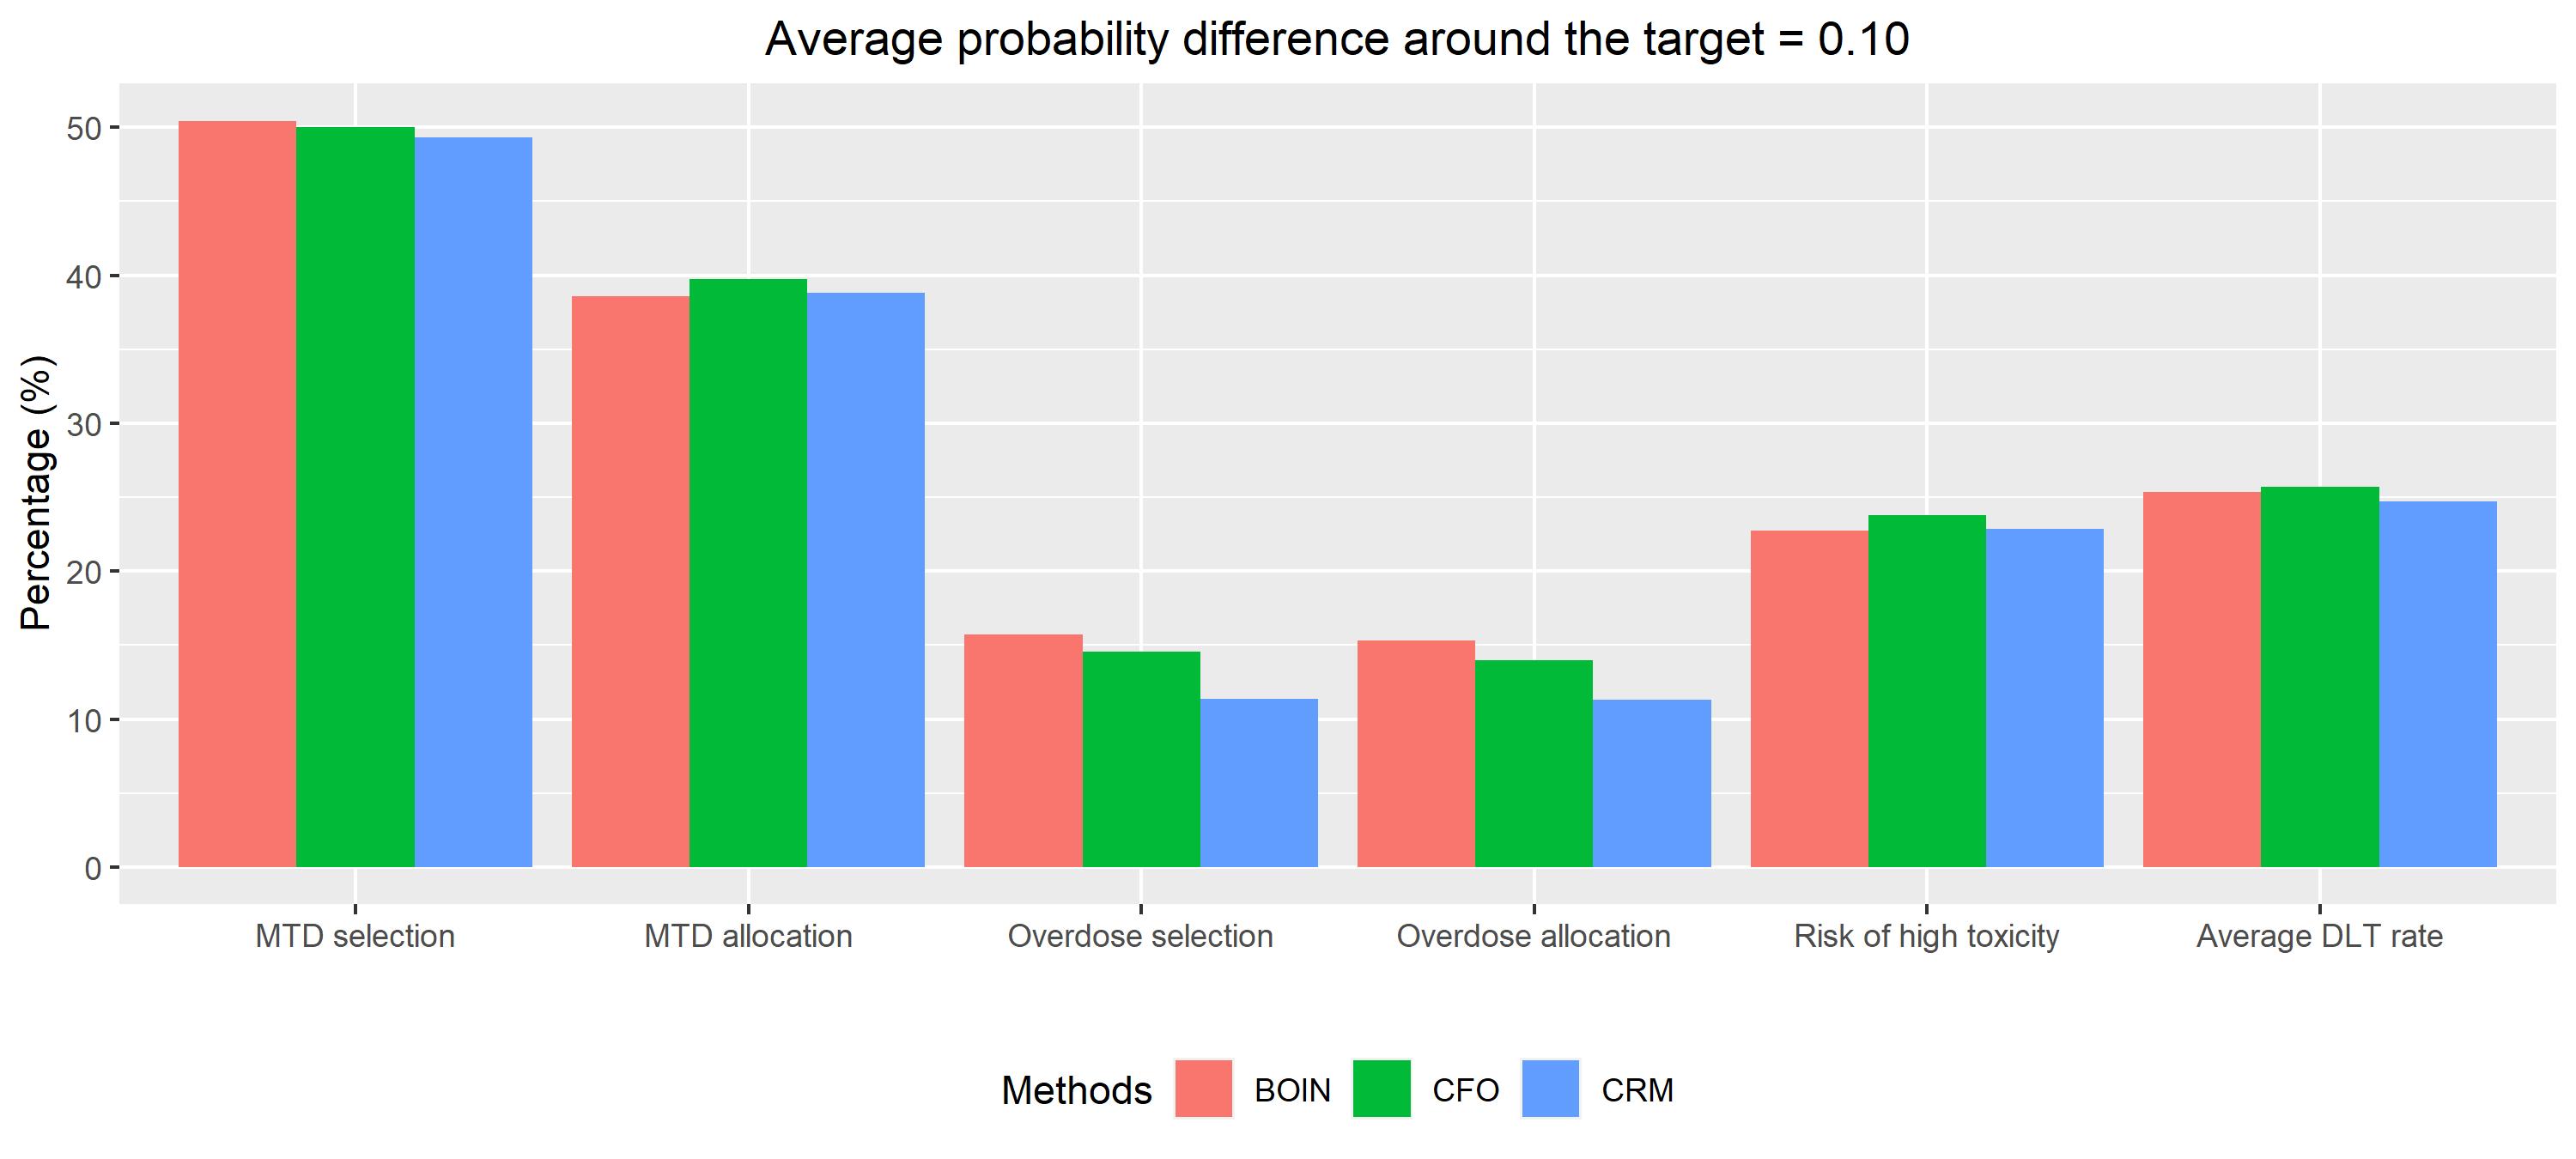 Average probability difference around the target = 0.10
Percentage (%)
50
40
30
20
10
0
MTD selection MTD allocation Overdose selection Overdose allocation Risk of high toxicity Average DLT rate
Methods BOIN CFO CRM